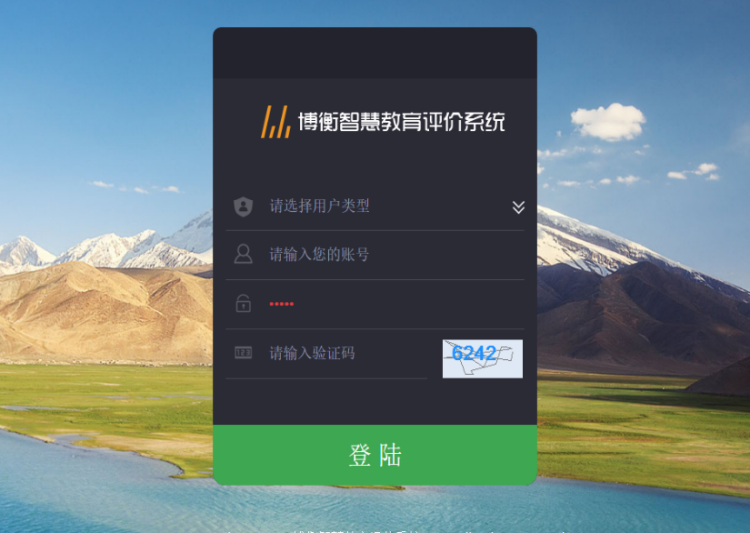 博衡智慧教育评价系统
请选择用户类型
请输入您的账号
•••••
请输入验证码
6242
登 陆